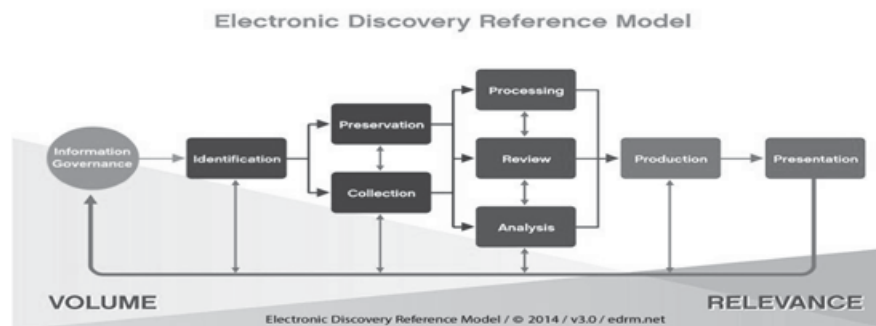 Electronic Discovery Reference Model
Processing
Preservation
Information
Governance
Identification
Review
Production
Presentation
Collection
Analysis
VOLUME
RELEVANCE
Electronic Discovery Reference Model / © 2014 / v3.0 / edrm.net